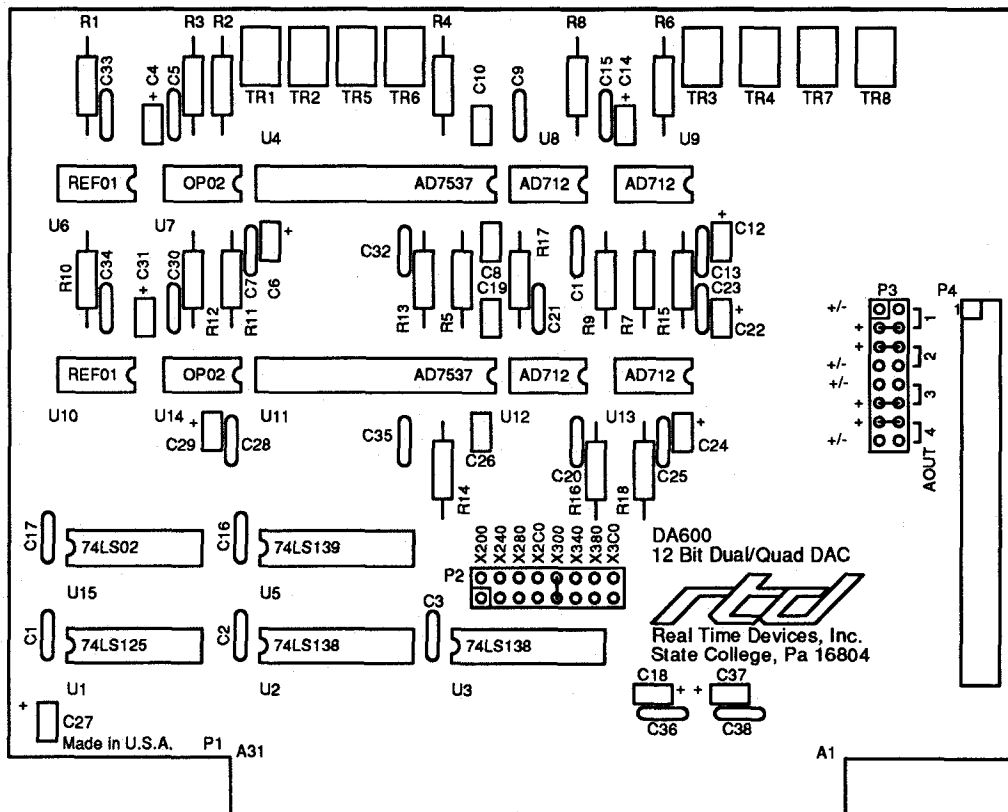 R1 R3 R2 R4 R8 R6
C33 C4 C5 C10 C9 C15 C14
+ +
TR1 TR2 TR5 TR6 TR3 TR4 TR7 TR8
U4 U8 U9
REF01 OP02 AD7537 AD712 AD712
U6 U7
R10 C34 C31 C30 R12 R11 C7 C6 C32 R13 R5 C8 C19 R17 C21 C11 R9 R7 R15 C12 C13 C23 C22
+ + + +
REF01 OP02 AD7537 AD712 AD712
U10 U14 U11 U12 U13
C29 + C28 C35 R14 C26 C20 R16 R18 C25 + C24
P3 P4
+/- 1 1
+
+ 2
+/-
+/- 3
+
+ 4
+/-
AOUT
C17 74LS02 C16 74LS139
U15 U5
X200 X240 X280 X2C0 X300 X340 X380 X3C0
P2
DA600
12 Bit Dual/Quad DAC
rtd
Real Time Devices, Inc.
State College, Pa 16804
C1 74LS125 C2 74LS138 C3 74LS138
U1 U2 U3
C18 + + C37
C36 C38
+ C27
Made in U.S.A. P1 A31 A1